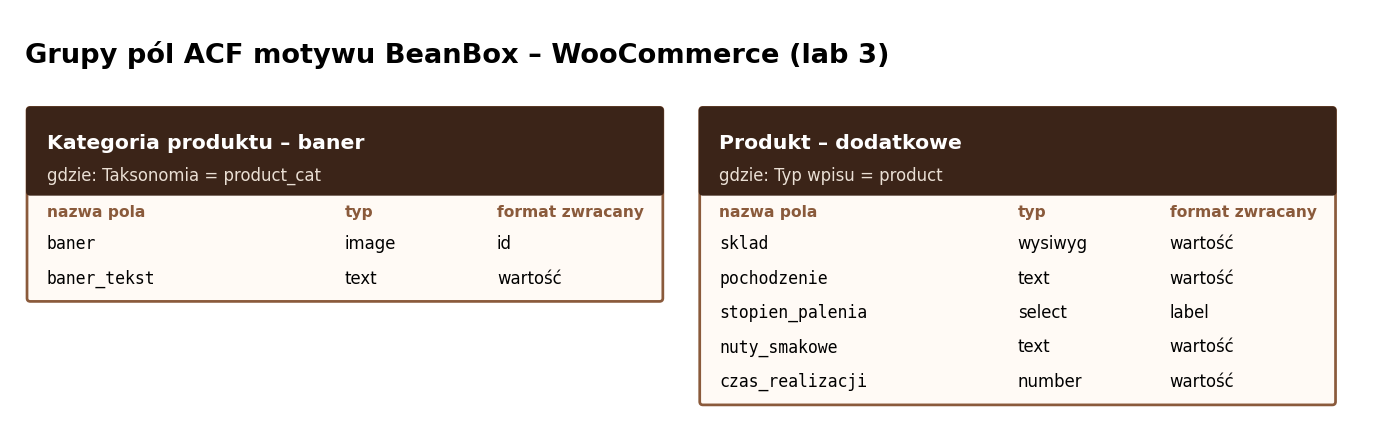 Grupy pól ACF motywu BeanBox – WooCommerce (lab 3)
Kategoria produktu – baner
gdzie: Taksonomia = product_cat
nazwa pola typ format zwracany
baner image id
baner_tekst text wartość
Produkt – dodatkowe
gdzie: Typ wpisu = product
nazwa pola typ format zwracany
sklad wysiwyg wartość
pochodzenie text wartość
stopien_palenia select label
nuty_smakowe text wartość
czas_realizacji number wartość